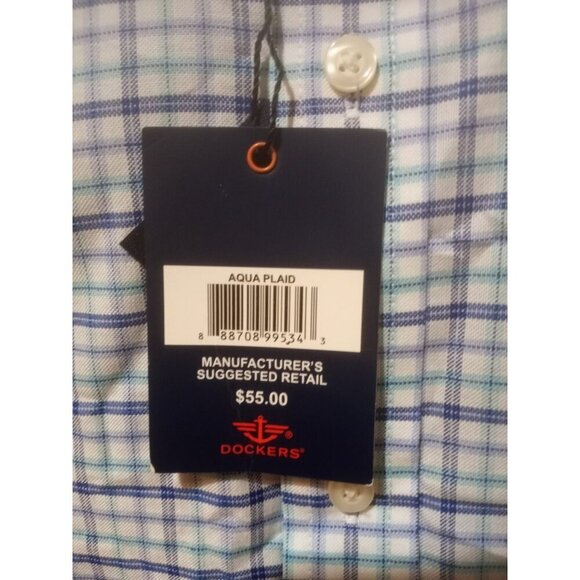 AQUA PLAID
8 88708 99534 3
MANUFACTURER'S
SUGGESTED RETAIL
$55.00
®
DOCKERS®